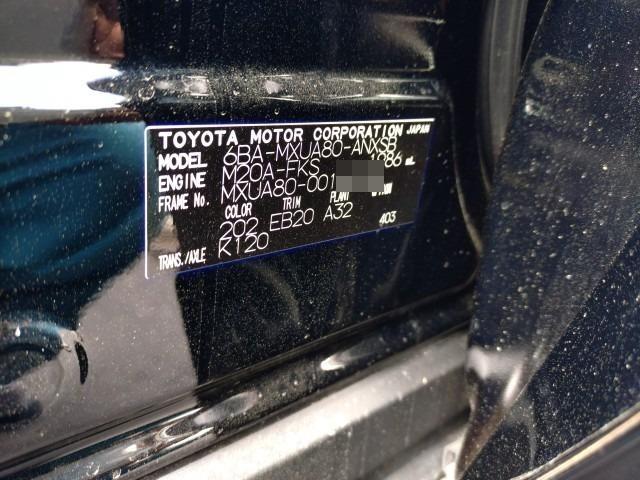 TOYOTA MOTOR CORPORATION JAPAN
MODEL 6BA-MXUA80-ANXSB
ENGINE M20A-FKS 1986 mL
FRAME No. MXUA80-001
COLOR TRIM PLANT
202 EB20 A32 403
TRANS./AXLE K120